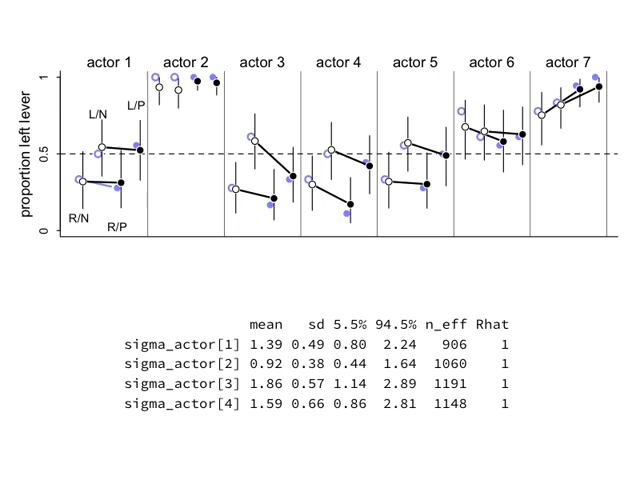 actor 1 actor 2 actor 3 actor 4 actor 5 actor 6 actor 7
proportion left lever
1
0.5
0
L/N
L/P
R/N
R/P
mean sd 5.5% 94.5% n_eff Rhat
sigma_actor[1] 1.39 0.49 0.80 2.24 906 1
sigma_actor[2] 0.92 0.38 0.44 1.64 1060 1
sigma_actor[3] 1.86 0.57 1.14 2.89 1191 1
sigma_actor[4] 1.59 0.66 0.86 2.81 1148 1